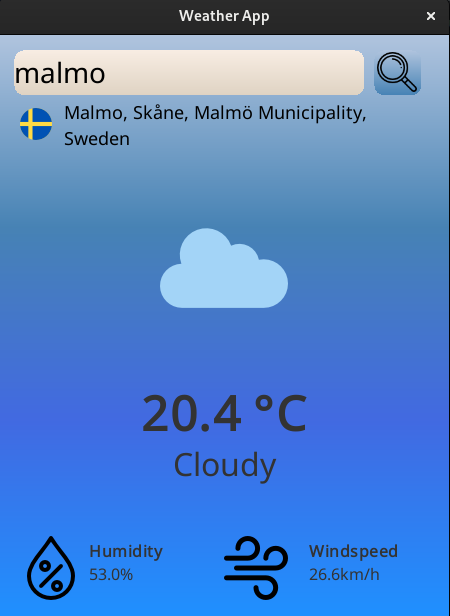 Weather App
malmo
Malmo, Skåne, Malmö Municipality,
Sweden
20.4 °C
Cloudy
Humidity
53.0%
Windspeed
26.6km/h